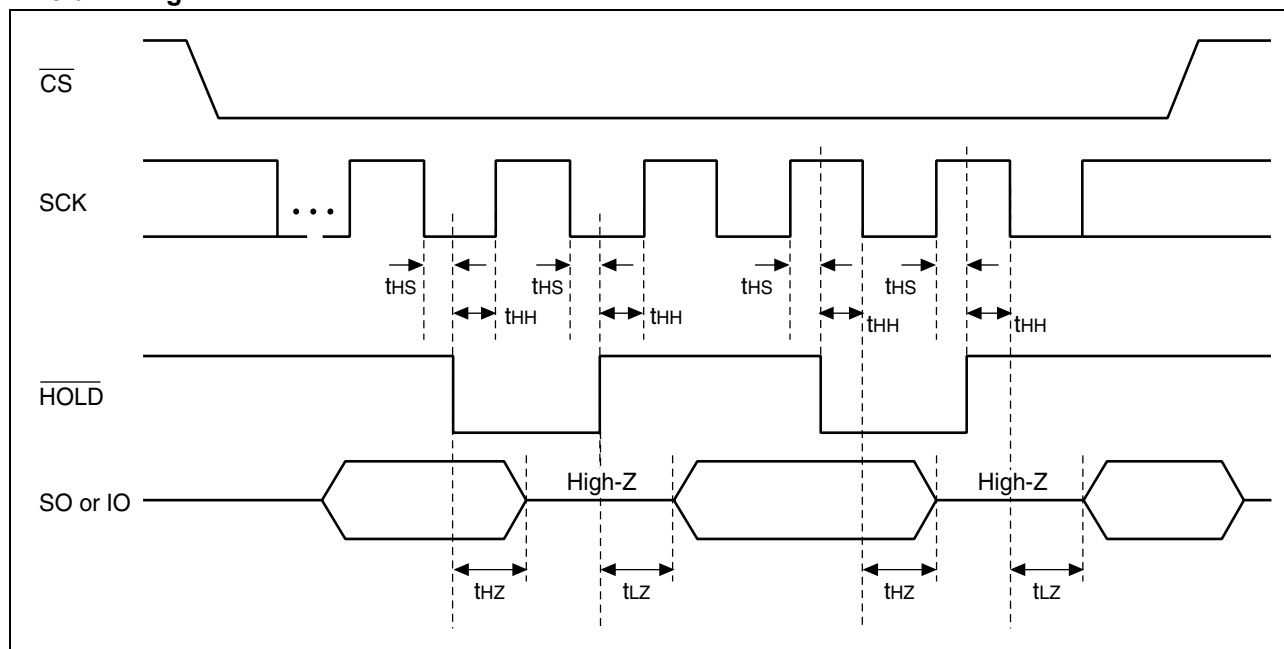 CS
SCK
• • •
tHS
tHS
tHS
tHS
tHH
tHH
tHH
tHH
HOLD
High-Z
High-Z
SO or IO
tHZ
tLZ
tHZ
tLZ